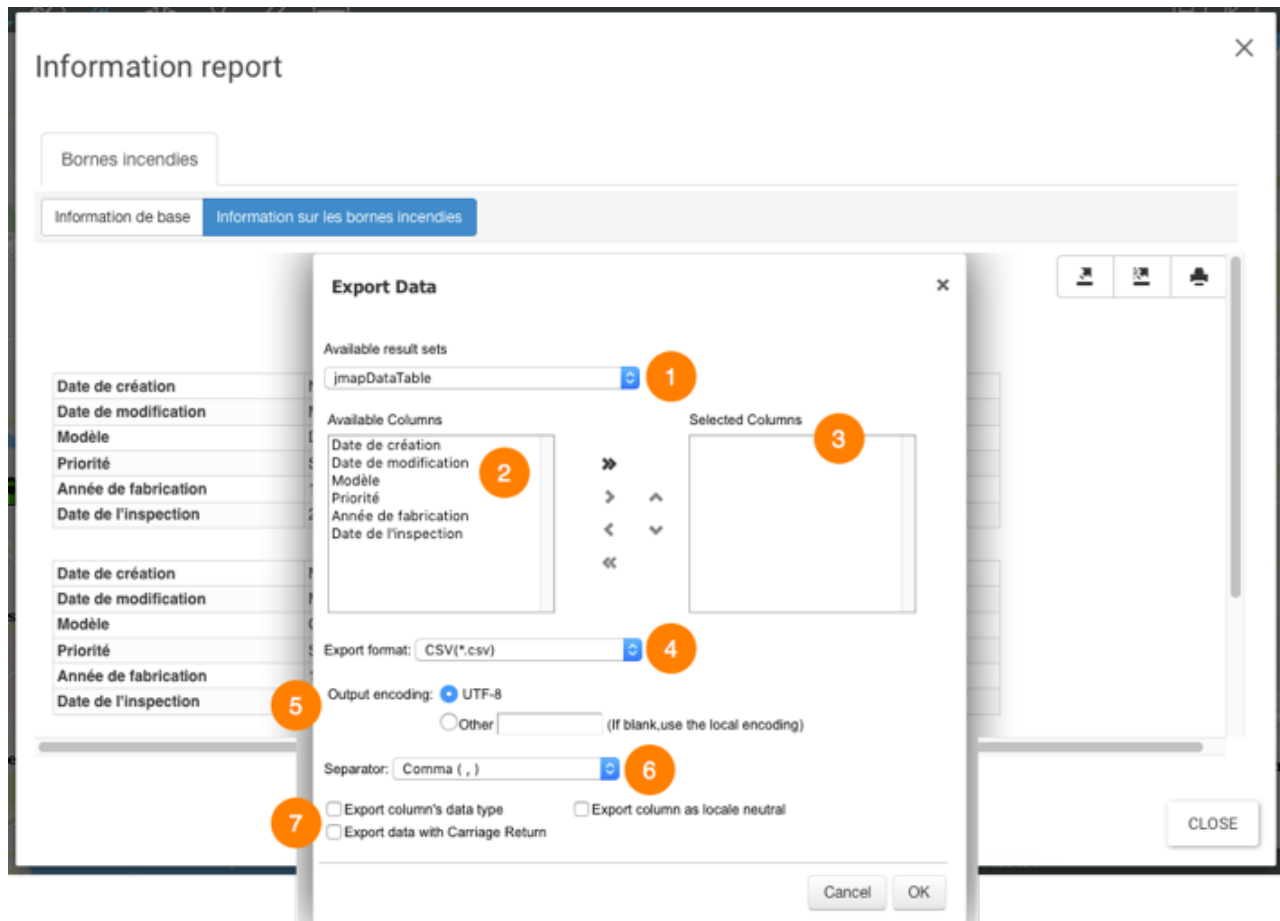 Information report
Bornes incendies
Information de base Information sur les bornes incendies
Export Data
Available result sets
jmapDataTable 1
Available Columns Selected Columns
3
Date de création
Date de modification
Modèle
Priorité
Année de fabrication
Date de l'inspection
2
Date de création
Date de modification
Modèle
Priorité
Année de fabrication
Date de l'inspection
Date de création
Date de modification
Modèle
Priorité
Année de fabrication
Date de l'inspection
Export format: CSV(*.csv) 4
5 Output encoding: UTF-8
Other (If blank,use the local encoding)
Separator: Comma ( , ) 6
7 Export column's data type Export column as locale neutral
Export data with Carriage Return
CLOSE
Cancel OK